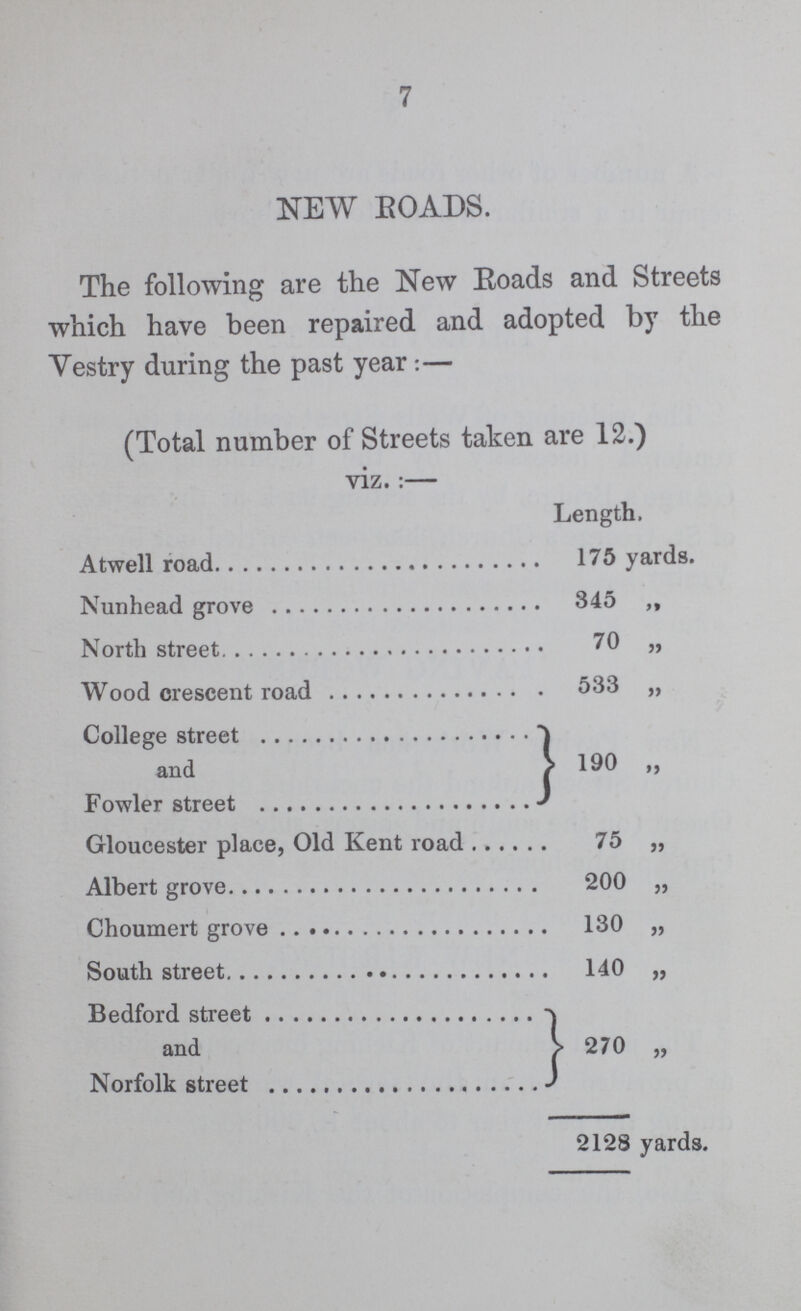 7
NEW ROADS.
The following are the New Roads and Streets
which have been repaired and adopted by the
Vestry during the past year :—
(Total number of Streets taken are 12.)
viz. :—
Length.
Atwell road........................ 175 yards.
Nunhead grove .................... 345 „
North street........................ 70 „
Wood crescent road ................ 533 „
College street ....................
and } 190 „
Fowler street .....................
Gloucester place, Old Kent road ...... 75 „
Albert grove....................... 200 „
Choumert grove .................... 130 „
South street........................ 140 „
Bedford street ....................
and } 270 „
Norfolk street ....................
2128 yards.